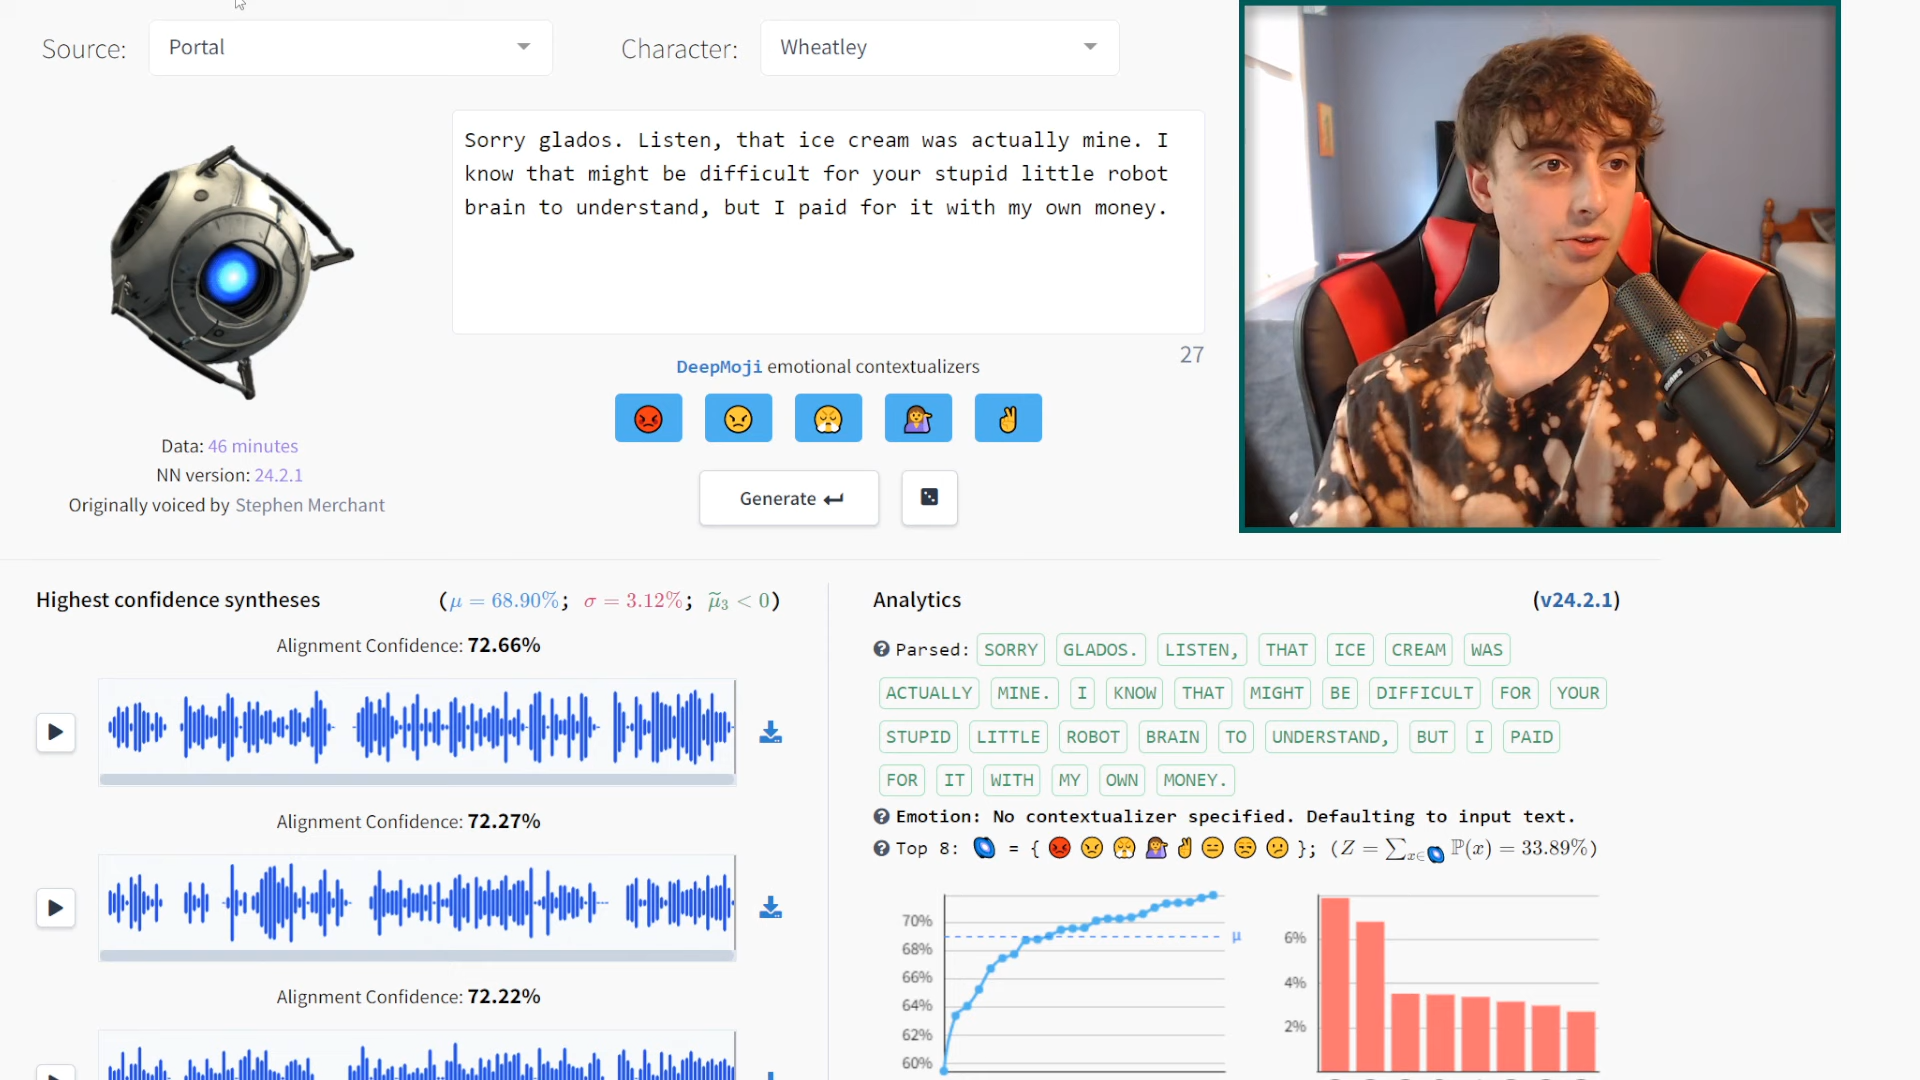 Source: Portal Character: Wheatley
Sorry glados. Listen, that ice cream was actually mine. I
know that might be difficult for your stupid little robot
brain to understand, but I paid for it with my own money.
27
DeepMoji emotional contextualizers
Data: 46 minutes
NN version: 24.2.1
Originally voiced by Stephen Merchant
Generate
Highest confidence syntheses (μ = 68.90%; σ = 3.12%; μ̃₃ < 0)
Alignment Confidence: 72.66%
Alignment Confidence: 72.27%
Alignment Confidence: 72.22%
Analytics (v24.2.1)
Parsed: SORRY GLADOS. LISTEN, THAT ICE CREAM WAS
ACTUALLY MINE. I KNOW THAT MIGHT BE DIFFICULT FOR YOUR
STUPID LITTLE ROBOT BRAIN TO UNDERSTAND, BUT I PAID
FOR IT WITH MY OWN MONEY.
Emotion: No contextualizer specified. Defaulting to input text.
Top 8: = { 😡 😠 😤 💁 ✌ 😑 😒 😕 }; (Z = ∑x∈ ℙ(x) = 33.89%)
70%
68%
66%
64%
62%
60%
μ
6%
4%
2%